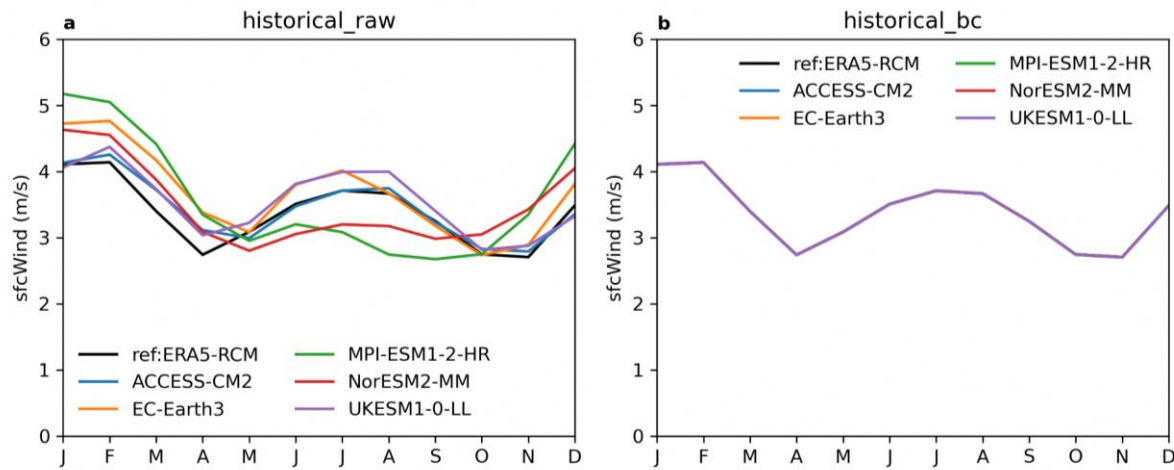 a historical_raw
6
5
4
3
2
1
0
sfcWind (m/s)
ref:ERA5-RCM
ACCESS-CM2
EC-Earth3
MPI-ESM1-2-HR
NorESM2-MM
UKESM1-0-LL
J F M A M J J A S O N D
b historical_bc
6
5
4
3
2
1
0
sfcWind (m/s)
ref:ERA5-RCM
ACCESS-CM2
EC-Earth3
MPI-ESM1-2-HR
NorESM2-MM
UKESM1-0-LL
J F M A M J J A S O N D